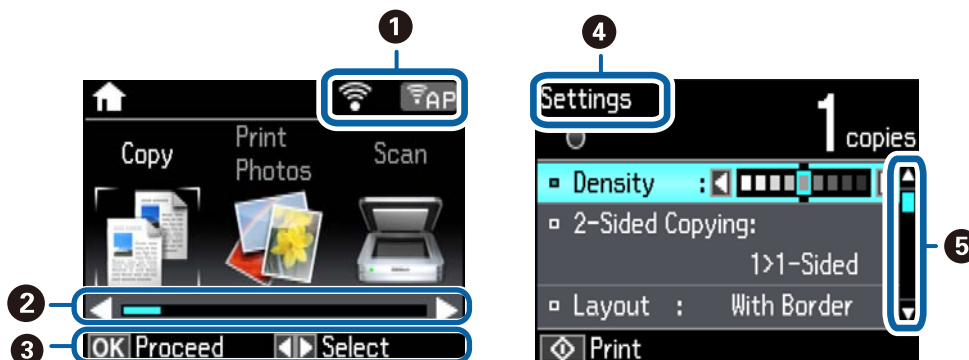 1
4
AP
Settings
1 copies
Copy
Print Photos
Scan
Density :
2-Sided Copying:
1>1-Sided
5
2
Layout : With Border
3
OK Proceed
Select
Print